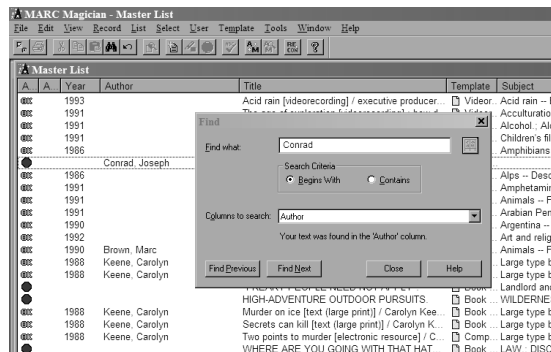 MARC Magician - Master List
File Edit View Record List Select User Template Tools Window Help
Master List
A... A... Year Author Title Template Subject
1993 Acid rain [videorecording] / executive producer... Videor... Acid rain --
1991 Acculturatio
1991 Alcohol.; Al
1991 Children's fil
1986 Amphibians
Conrad, Joseph
1986 Alps -- Desc
1991 Amphetamin
1991 Animals -- F
1991 Arabian Pen
1990 Argentina --
1992 Art and relig
1990 Brown, Marc Animals -- F
1988 Keene, Carolyn Large type b
1988 Keene, Carolyn Large type b
Book Landlord and
HIGH-ADVENTURE OUTDOOR PURSUITS. Book WILDERNE
1988 Keene, Carolyn Murder on ice [text (large print)] / Carolyn Kee... Book ... Large type b
1988 Keene, Carolyn Secrets can kill [text (large print)] / Carolyn K... Book ... Large type b
1988 Keene, Carolyn Two points to murder [electronic resource] / C... Comp... Large type b
WHERE ARE YOU GOING WITH THAT HAT... Book LAW : DISC
Find
Find what: Conrad
Search Criteria
Begins With Contains
Columns to search: Author
Your text was found in the 'Author' column.
Find Previous Find Next Close Help